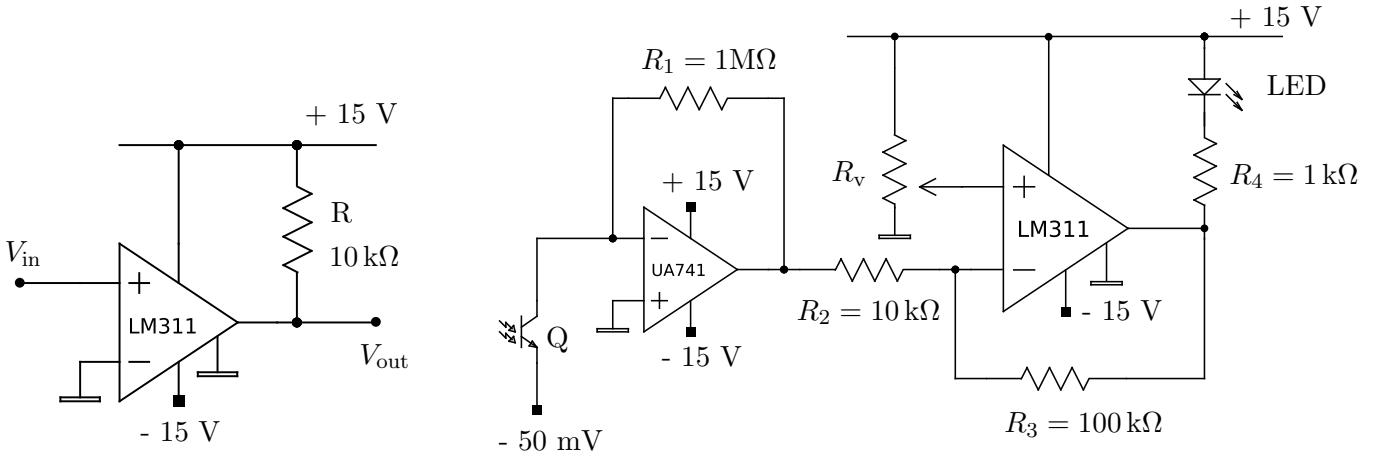 + 15 V
R
10 kΩ
V_in
+
LM311
−
V_out
- 15 V
R_1 = 1MΩ
+ 15 V
−
UA741
+
- 15 V
Q
- 50 mV
R_2 = 10 kΩ
+ 15 V
LED
R_v
+
LM311
−
R_4 = 1 kΩ
- 15 V
R_3 = 100 kΩ